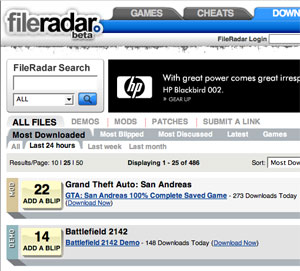 fileradar.
beta
GAMES
CHEATS
DOWN
FileRadar Login
FileRadar Search
ALL
With great power comes great irresp
HP Blackbird 002.
> GEAR UP
hp
ALL FILES DEMOS MODS PATCHES SUBMIT A LINK
Most Downloaded Most Blipped Most Discussed Latest Games
All Last 24 hours Last week Last month
Results/Page: 10 | 25 | 50 Displaying 1 - 25 of 486 Sort: Most D
22
ADD A BLIP
Grand Theft Auto: San Andreas
GTA: San Andreas 100% Complete Saved Game - 273 Downloads Today (
(Download Now)
DEMO
14
ADD A BLIP
Battlefield 2142
Battlefield 2142 Demo - 148 Downloads Today (Download Now)